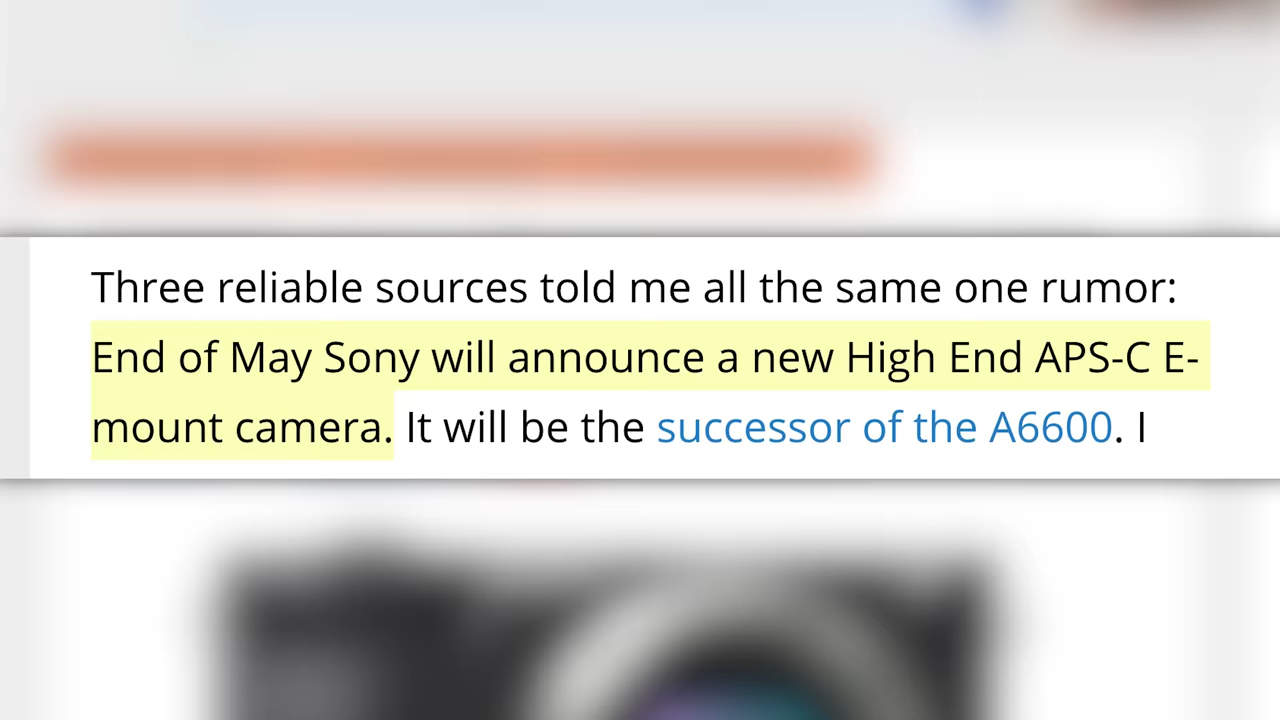 Three reliable sources told me all the same one rumor:
End of May Sony will announce a new High End APS-C E-
mount camera. It will be the successor of the A6600. I